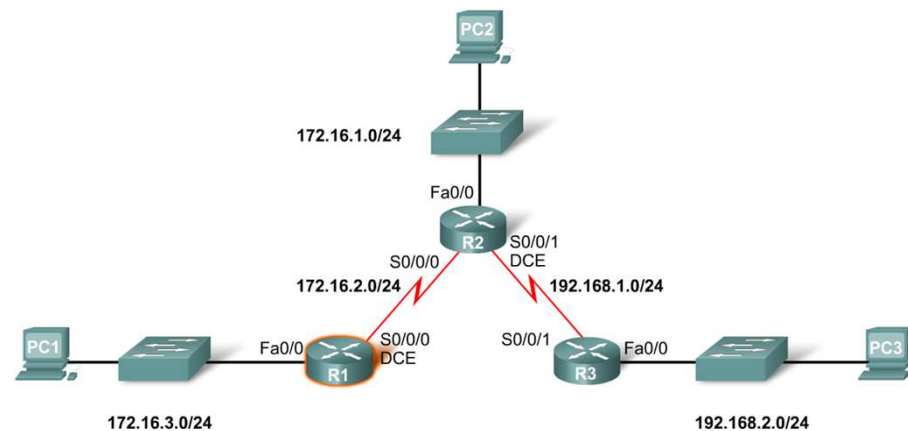 PC2
172.16.1.0/24
Fa0/0
R2
S0/0/1
DCE
S0/0/0
172.16.2.0/24
192.168.1.0/24
PC1
Fa0/0
R1
S0/0/0
DCE
S0/0/1
R3
Fa0/0
PC3
172.16.3.0/24
192.168.2.0/24